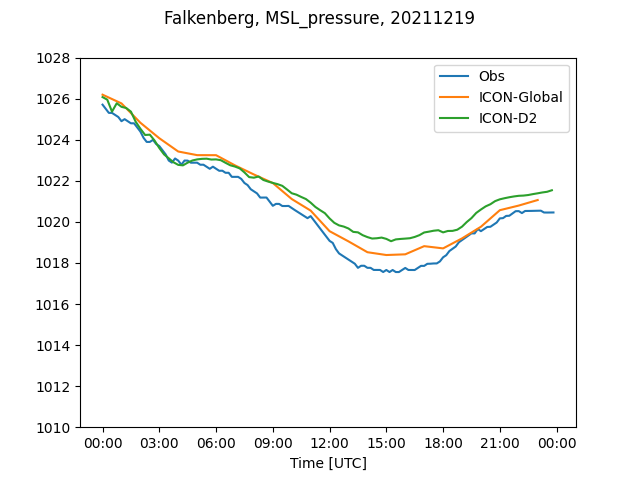 Falkenberg, MSL_pressure, 20211219
1028
1026
1024
1022
1020
1018
1016
1014
1012
1010
Obs
ICON-Global
ICON-D2
00:00 03:00 06:00 09:00 12:00 15:00 18:00 21:00 00:00
Time [UTC]